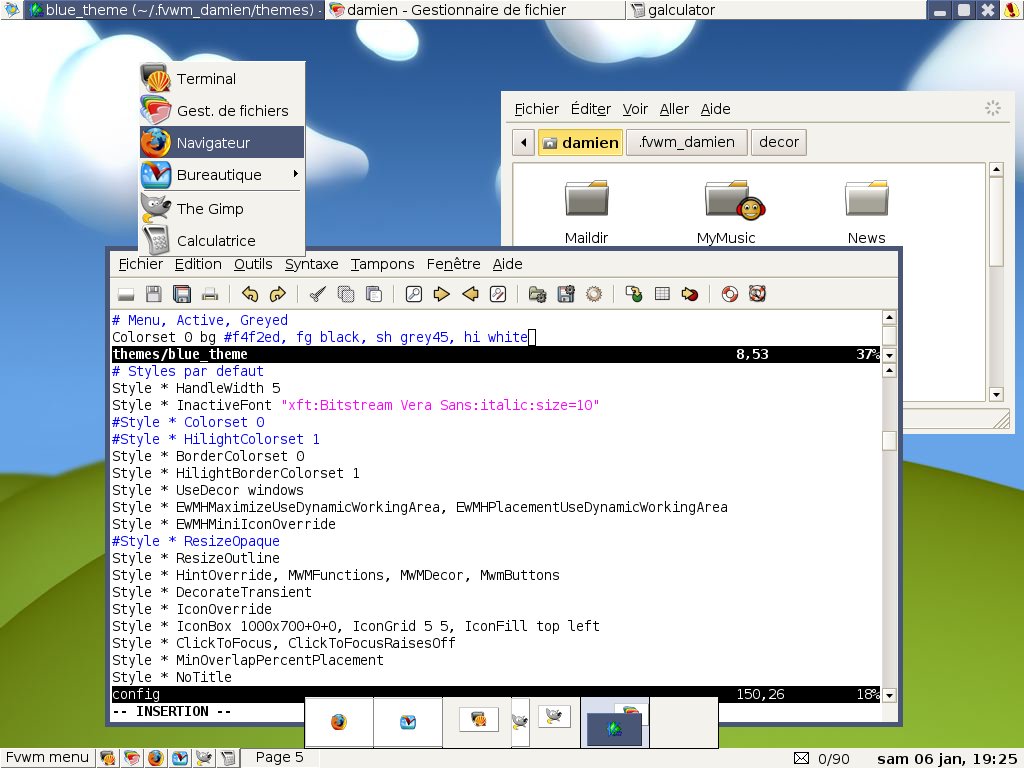 blue_theme (~/.fvwm_damien/themes) -
damien - Gestionnaire de fichier
galculator
Terminal
Gest. de fichiers
Navigateur
Bureautique
The Gimp
Calculatrice
Fichier Éditer Voir Aller Aide
damien .fvwm_damien decor
Maildir MyMusic News
Fichier Edition Outils Syntaxe Tampons Fenêtre Aide
# Menu, Active, Greyed
Colorset 0 bg #f4f2ed, fg black, sh grey45, hi white
themes/blue_theme 8,53 37%
# Styles par defaut
Style * HandleWidth 5
Style * InactiveFont "xft:Bitstream Vera Sans:italic:size=10"
#Style * Colorset 0
#Style * HilightColorset 1
Style * BorderColorset 0
Style * HilightBorderColorset 1
Style * UseDecor windows
Style * EWMHMaximizeUseDynamicWorkingArea, EWMHPlacementUseDynamicWorkingArea
Style * EWMHMiniIconOverride
#Style * ResizeOpaque
Style * ResizeOutline
Style * HintOverride, MWMFunctions, MWMDecor, MwmButtons
Style * DecorateTransient
Style * IconOverride
Style * IconBox 1000x700+0+0, IconGrid 5 5, IconFill top left
Style * ClickToFocus, ClickToFocusRaisesOff
Style * MinOverlapPercentPlacement
Style * NoTitle
config 150,26 18%
-- INSERTION --
Fvwm menu Page 5 0/90 sam 06 jan, 19:25